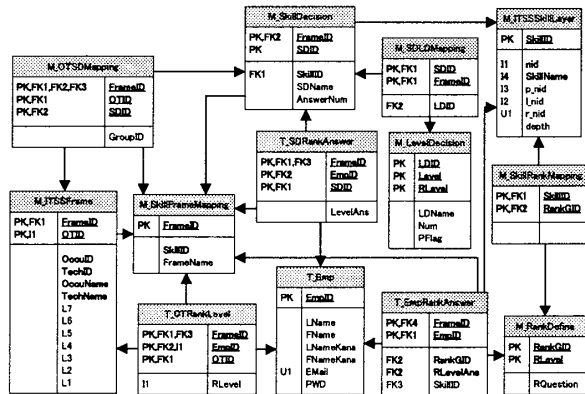 M_SkillDecision
PK,FK2 FrameID
PK SDID
FK1 SkillID
SDName
AnswerNum
M_ITSSSkillLayer
PK SkillID
I1 nid
I4 SkillName
I3 p_nid
I2 l_nid
U1 r_nid
depth
M_OTSDMapping
PK,FK1,FK2,FK3 FrameID
PK,FK1 OTID
PK,FK2 SDID
GroupID
M_SDLDMapping
PK,FK1 SDID
PK,FK1 FrameID
FK2 LDID
T_SDRankAnswer
PK,FK1,FK3 FrameID
PK,FK2 EmpID
PK,FK1 SDID
LevelAns
M_LevelDecision
PK LDID
PK Level
PK RLevel
LDName
Num
PFlag
M_SkillRankMapping
PK,FK1 SkillID
PK,FK2 RankGID
M_ITSSFrame
PK,FK1 FrameID
PK,I1 OTID
OccuID
TechID
OccuName
TechName
L7
L6
L5
L4
L3
L2
L1
M_SkillFrameMapping
PK FrameID
SkillID
FrameName
T_OTRankLevel
PK,FK1,FK3 FrameID
PK,FK2,I1 EmpID
PK,FK1 OTID
I1 RLevel
T_Emp
PK EmpID
LName
FName
LNameKana
FNameKana
U1 EMail
PWD
T_EmpRankAnswer
PK,FK4 FrameID
PK,FK1 EmpID
FK2 RankGID
FK2 RLevelAns
FK3 SkillID
M_RankDefine
PK RankGID
PK RLevel
RQuestion